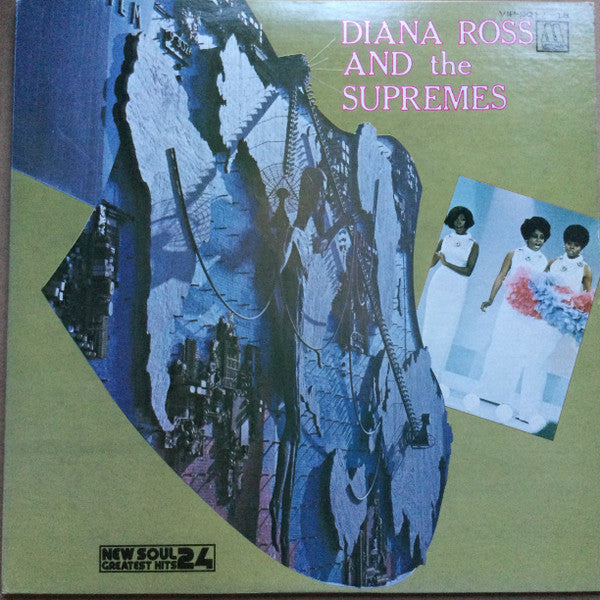 DIANA ROSS
AND the
SUPREMES
NEW SOUL
GREATEST HITS 24